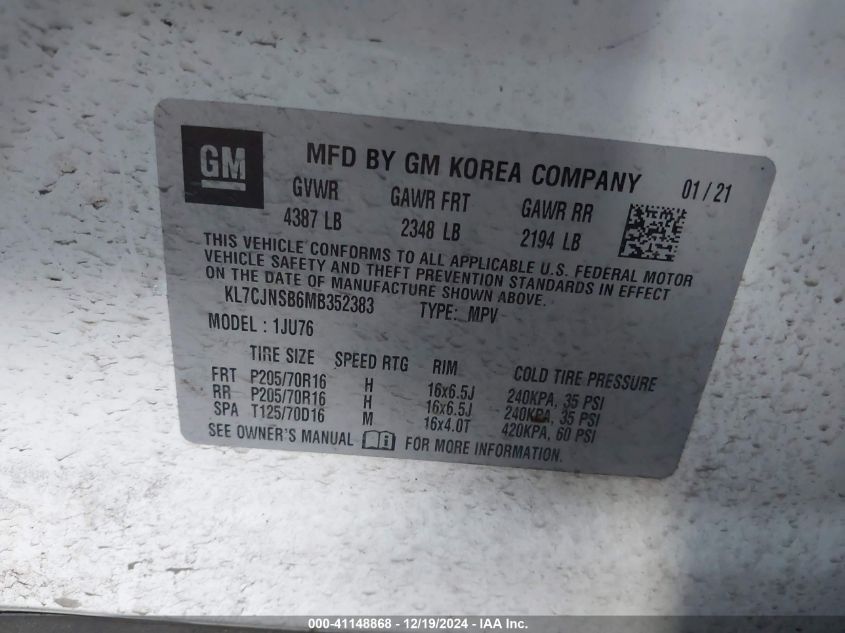 GM
MFD BY GM KOREA COMPANY 01 / 21
GVWR GAWR FRT GAWR RR
4387 LB 2348 LB 2194 LB
THIS VEHICLE CONFORMS TO ALL APPLICABLE U.S. FEDERAL MOTOR
VEHICLE SAFETY AND THEFT PREVENTION STANDARDS IN EFFECT
ON THE DATE OF MANUFACTURE SHOWN ABOVE.
KL7CJNSB6MB352383 TYPE: MPV
MODEL : 1JU76
TIRE SIZE SPEED RTG RIM COLD TIRE PRESSURE
FRT P205/70R16 H 16x6.5J 240KPA, 35 PSI
RR P205/70R16 H 16x6.5J 240KPA, 35 PSI
SPA T125/70D16 M 16x4.0T 420KPA, 60 PSI
SEE OWNER'S MANUAL FOR MORE INFORMATION.
000-41148868 - 12/19/2024 - IAA Inc.